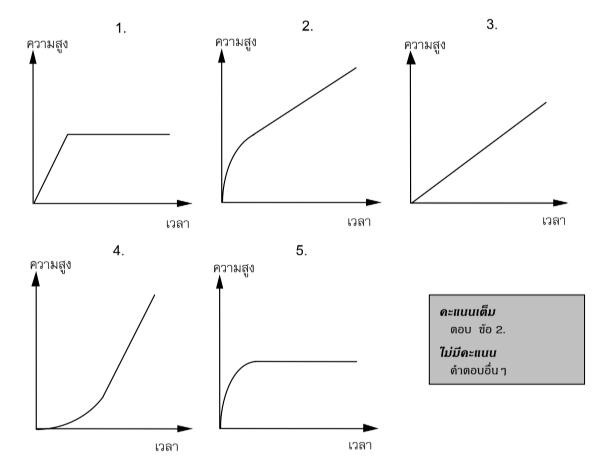 1.
ความสูง
เวลา
2.
ความสูง
เวลา
3.
ความสูง
เวลา
4.
ความสูง
เวลา
5.
ความสูง
เวลา
คะแนนเต็ม
ตอบ ข้อ 2.
ไม่มีคะแนน
คำตอบอื่น ๆ